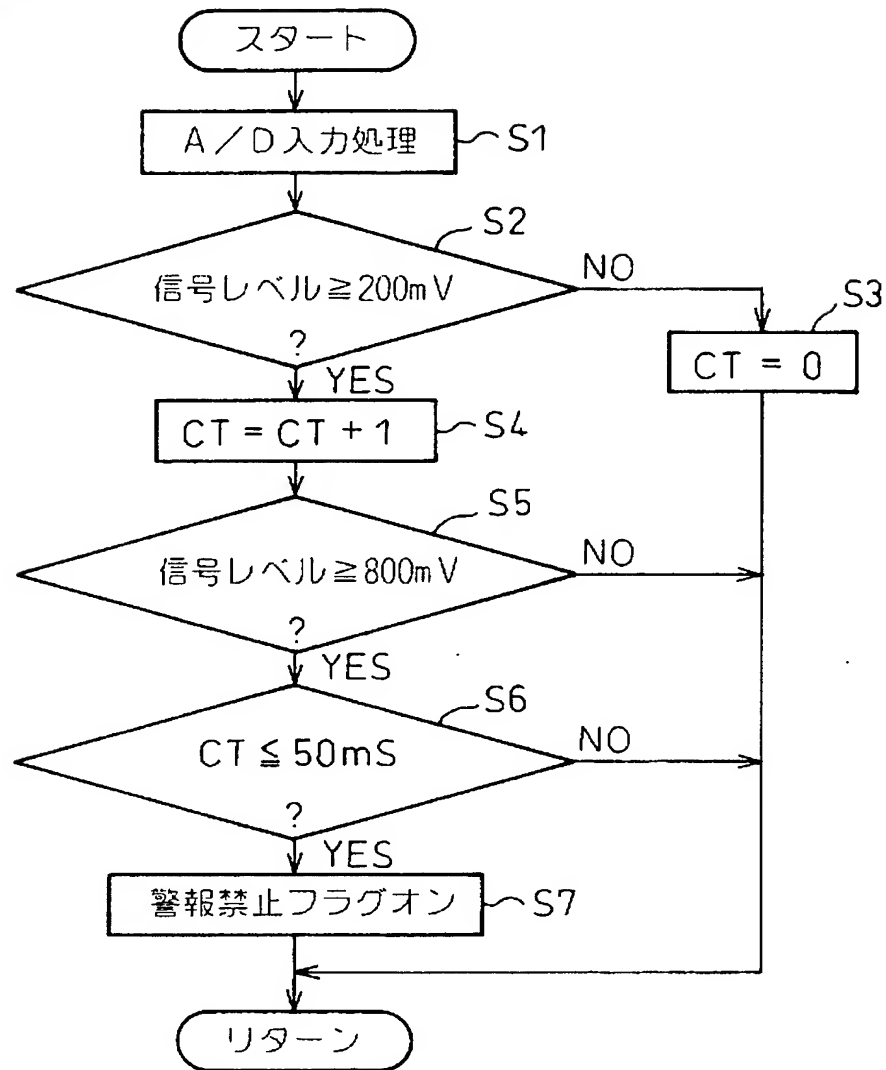 スタート
A/D入力処理
S1
S2
信号レベル≧200mV
?
NO
YES
S3
CT = 0
CT = CT + 1
S4
S5
信号レベル≧800mV
?
NO
YES
S6
CT≦50mS
?
NO
YES
警報禁止フラグオン
S7
リターン